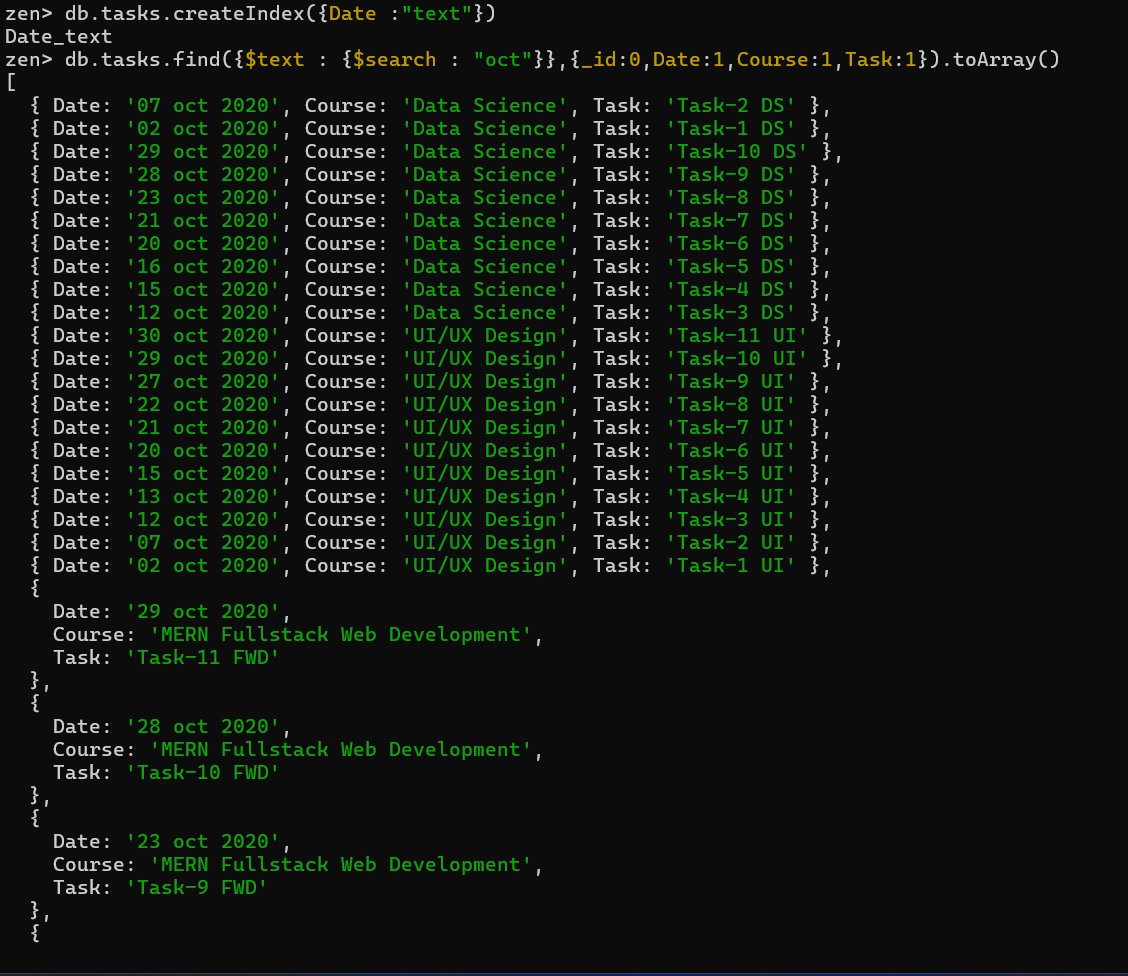 zen> db.tasks.createIndex({Date :"text"})
Date_text
zen> db.tasks.find({$text : {$search : "oct"}},{_id:0,Date:1,Course:1,Task:1}).toArray()
[
  { Date: '07 oct 2020', Course: 'Data Science', Task: 'Task-2 DS' },
  { Date: '02 oct 2020', Course: 'Data Science', Task: 'Task-1 DS' },
  { Date: '29 oct 2020', Course: 'Data Science', Task: 'Task-10 DS' },
  { Date: '28 oct 2020', Course: 'Data Science', Task: 'Task-9 DS' },
  { Date: '23 oct 2020', Course: 'Data Science', Task: 'Task-8 DS' },
  { Date: '21 oct 2020', Course: 'Data Science', Task: 'Task-7 DS' },
  { Date: '20 oct 2020', Course: 'Data Science', Task: 'Task-6 DS' },
  { Date: '16 oct 2020', Course: 'Data Science', Task: 'Task-5 DS' },
  { Date: '15 oct 2020', Course: 'Data Science', Task: 'Task-4 DS' },
  { Date: '12 oct 2020', Course: 'Data Science', Task: 'Task-3 DS' },
  { Date: '30 oct 2020', Course: 'UI/UX Design', Task: 'Task-11 UI' },
  { Date: '29 oct 2020', Course: 'UI/UX Design', Task: 'Task-10 UI' },
  { Date: '27 oct 2020', Course: 'UI/UX Design', Task: 'Task-9 UI' },
  { Date: '22 oct 2020', Course: 'UI/UX Design', Task: 'Task-8 UI' },
  { Date: '21 oct 2020', Course: 'UI/UX Design', Task: 'Task-7 UI' },
  { Date: '20 oct 2020', Course: 'UI/UX Design', Task: 'Task-6 UI' },
  { Date: '15 oct 2020', Course: 'UI/UX Design', Task: 'Task-5 UI' },
  { Date: '13 oct 2020', Course: 'UI/UX Design', Task: 'Task-4 UI' },
  { Date: '12 oct 2020', Course: 'UI/UX Design', Task: 'Task-3 UI' },
  { Date: '07 oct 2020', Course: 'UI/UX Design', Task: 'Task-2 UI' },
  { Date: '02 oct 2020', Course: 'UI/UX Design', Task: 'Task-1 UI' },
  {
    Date: '29 oct 2020',
    Course: 'MERN Fullstack Web Development',
    Task: 'Task-11 FWD'
  },
  {
    Date: '28 oct 2020',
    Course: 'MERN Fullstack Web Development',
    Task: 'Task-10 FWD'
  },
  {
    Date: '23 oct 2020',
    Course: 'MERN Fullstack Web Development',
    Task: 'Task-9 FWD'
  },
  {